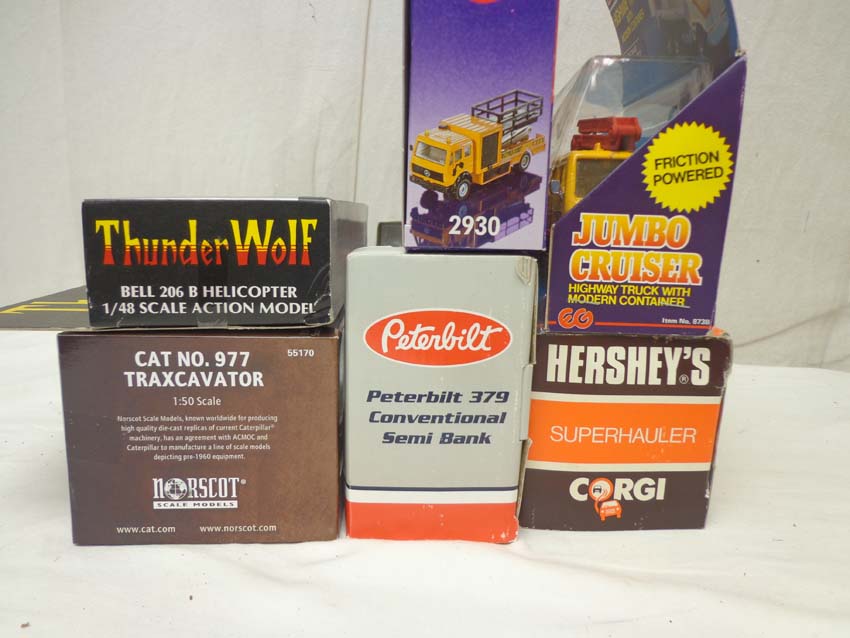 2930
FRICTION
POWERED
JUMBO
CRUISER
HIGHWAY TRUCK WITH
MODERN CONTAINER
Item No. 873B
ThunderWolf
BELL 206 B HELICOPTER
1/48 SCALE ACTION MODEL
CAT NO. 977
55170
TRAXCAVATOR
1:50 Scale
Norscot Scale Models, known worldwide for producing
high quality die-cast replicas of current Caterpillar®
machinery, has an agreement with ACMOC and
Caterpillar to manufacture a line of scale models
depicting pre-1960 equipment.
NORSCOT®
SCALE MODELS
www.cat.com www.norscot.com
Peterbilt
Peterbilt 379
Conventional
Semi Bank
HERSHEY'S®
SUPERHAULER
CORGI